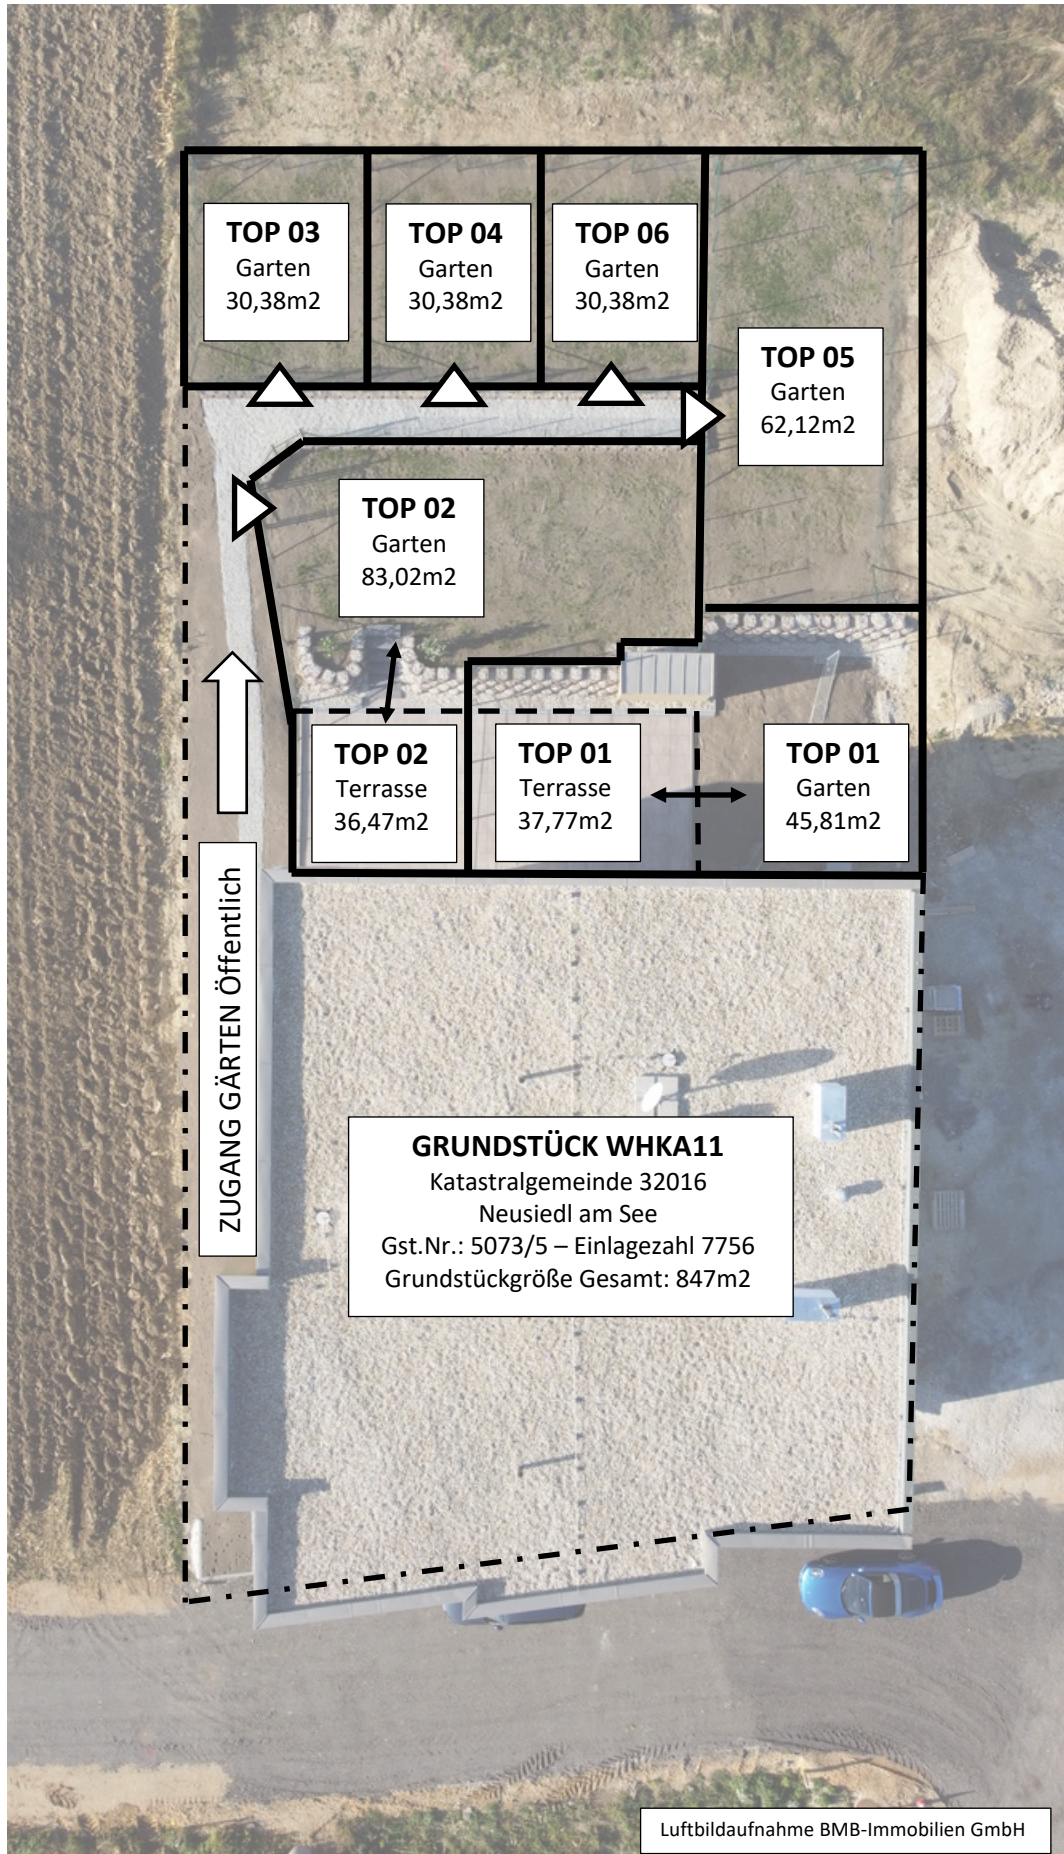 TOP 03
Garten
30,38m2
TOP 04
Garten
30,38m2
TOP 06
Garten
30,38m2
TOP 05
Garten
62,12m2
TOP 02
Garten
83,02m2
TOP 02
Terrasse
36,47m2
TOP 01
Terrasse
37,77m2
TOP 01
Garten
45,81m2
ZUGANG GÄRTEN Öffentlich
GRUNDSTÜCK WHKA11
Katastralgemeinde 32016
Neusiedl am See
Gst.Nr.: 5073/5 – Einlagezahl 7756
Grundstückgröße Gesamt: 847m2
Luftbildaufnahme BMB-Immobilien GmbH